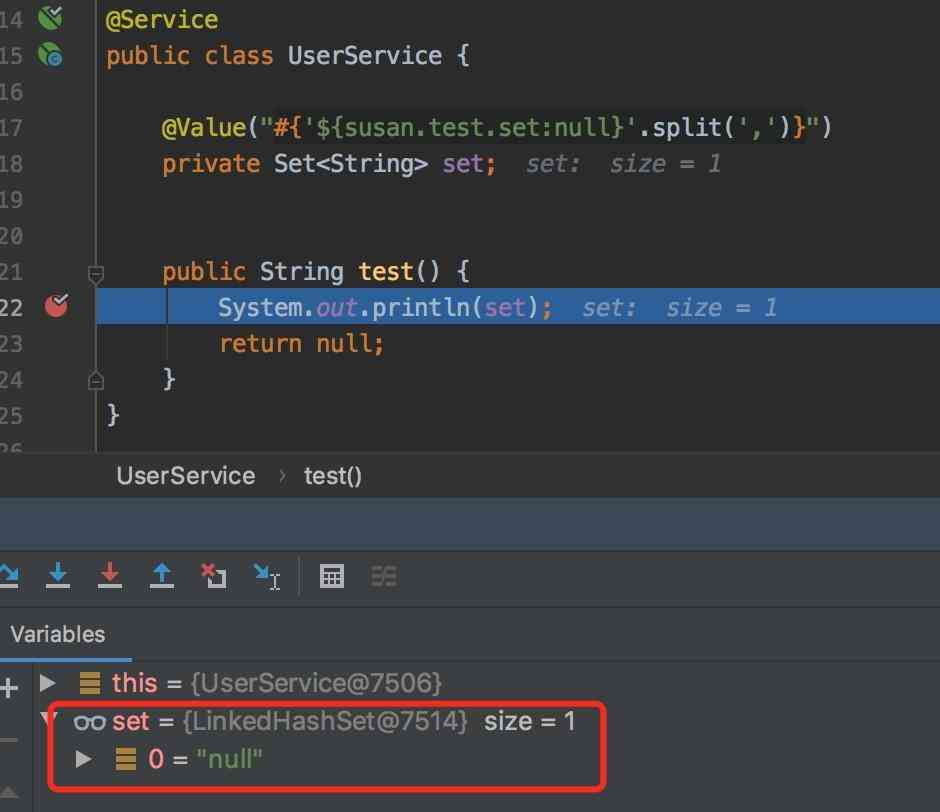 14 @Service
15 public class UserService {
16
17 @Value("#{'${susan.test.set:null}'.split(',')}")
18 private Set<String> set; set: size = 1
19
20
21 public String test() {
22 System.out.println(set); set: size = 1
23 return null;
24 }
25 }
26
UserService › test()
Variables
this = {UserService@7506}
set = {LinkedHashSet@7514} size = 1
0 = "null"